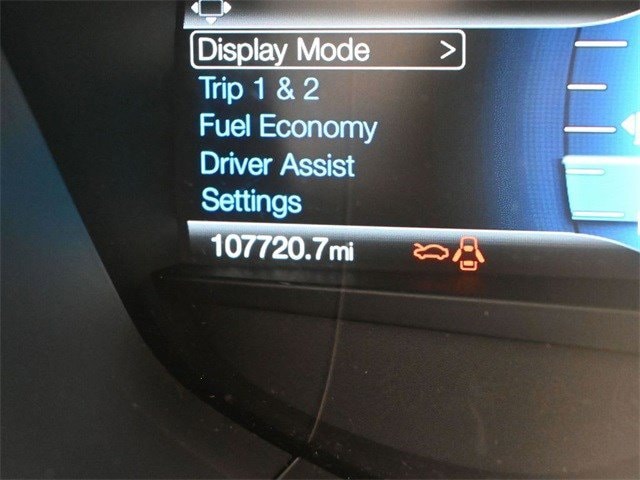 Display Mode >
Trip 1 & 2
Fuel Economy
Driver Assist
Settings
107720.7mi